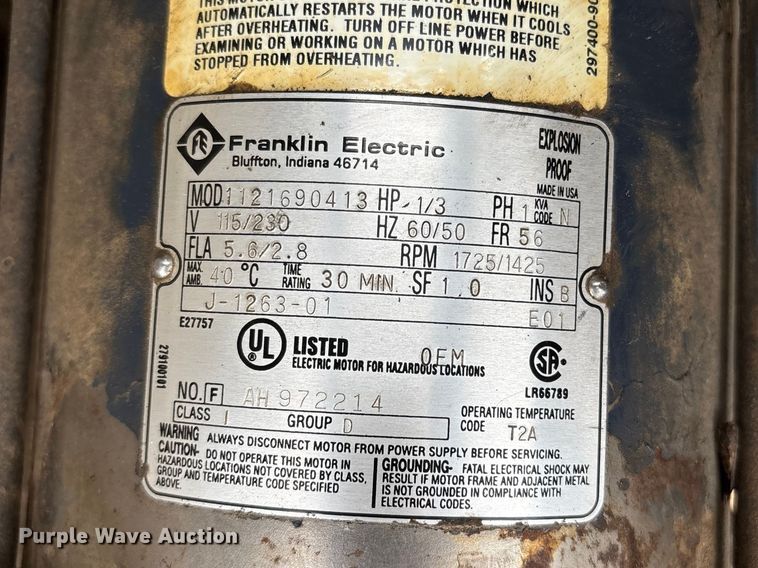 THIS MOTOR PROTECTION WHICH
AUTOMATICALLY RESTARTS THE MOTOR WHEN IT COOLS
AFTER OVERHEATING. TURN OFF LINE POWER BEFORE
EXAMINING OR WORKING ON A MOTOR WHICH HAS
STOPPED FROM OVERHEATING.
297400-90
FE
Franklin Electric
Bluffton, Indiana 46714
EXPLOSION
PROOF
MADE IN USA
MOD 1121690413 HP 1/3 PH 1 KVA CODE N
V 115/230 HZ 60/50 FR 56
FLA 5.6/2.8 RPM 1725/1425
MAX. AMB. 40 °C TIME RATING 30 MIN. SF 1.0 INS B
J-1263-01 E01
E27757
279100101
UL ®
LISTED OEM
ELECTRIC MOTOR FOR HAZARDOUS LOCATIONS
SA ®
LR66789
NO. F AH 972214
CLASS I GROUP D
OPERATING TEMPERATURE
CODE T2A
WARNING ALWAYS DISCONNECT MOTOR FROM POWER SUPPLY BEFORE SERVICING.
CAUTION- DO NOT OPERATE THIS MOTOR IN
HAZARDOUS LOCATIONS NOT COVERED BY CLASS,
GROUP AND TEMPERATURE CODE SPECIFIED
ABOVE.
GROUNDING- FATAL ELECTRICAL SHOCK MAY
RESULT IF MOTOR FRAME AND ADJACENT METAL
IS NOT GROUNDED IN COMPLIANCE WITH
ELECTRICAL CODES.
Purple Wave Auction